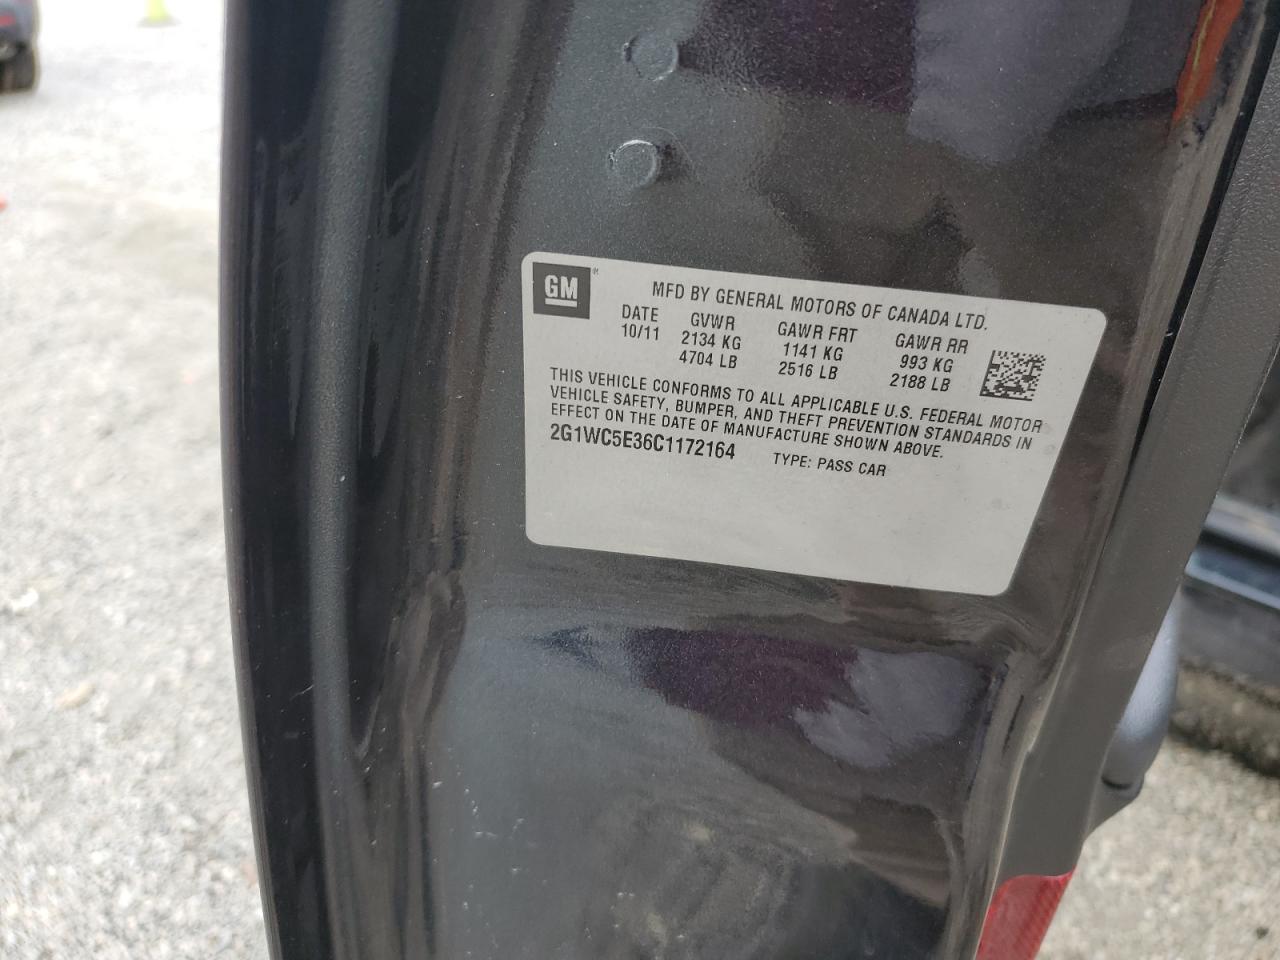 GM
MFD BY GENERAL MOTORS OF CANADA LTD.
DATE GVWR GAWR FRT GAWR RR
10/11 2134 KG 1141 KG 993 KG
4704 LB 2516 LB 2188 LB
THIS VEHICLE CONFORMS TO ALL APPLICABLE U.S. FEDERAL MOTOR
VEHICLE SAFETY, BUMPER, AND THEFT PREVENTION STANDARDS IN
EFFECT ON THE DATE OF MANUFACTURE SHOWN ABOVE.
2G1WC5E36C1172164 TYPE: PASS CAR